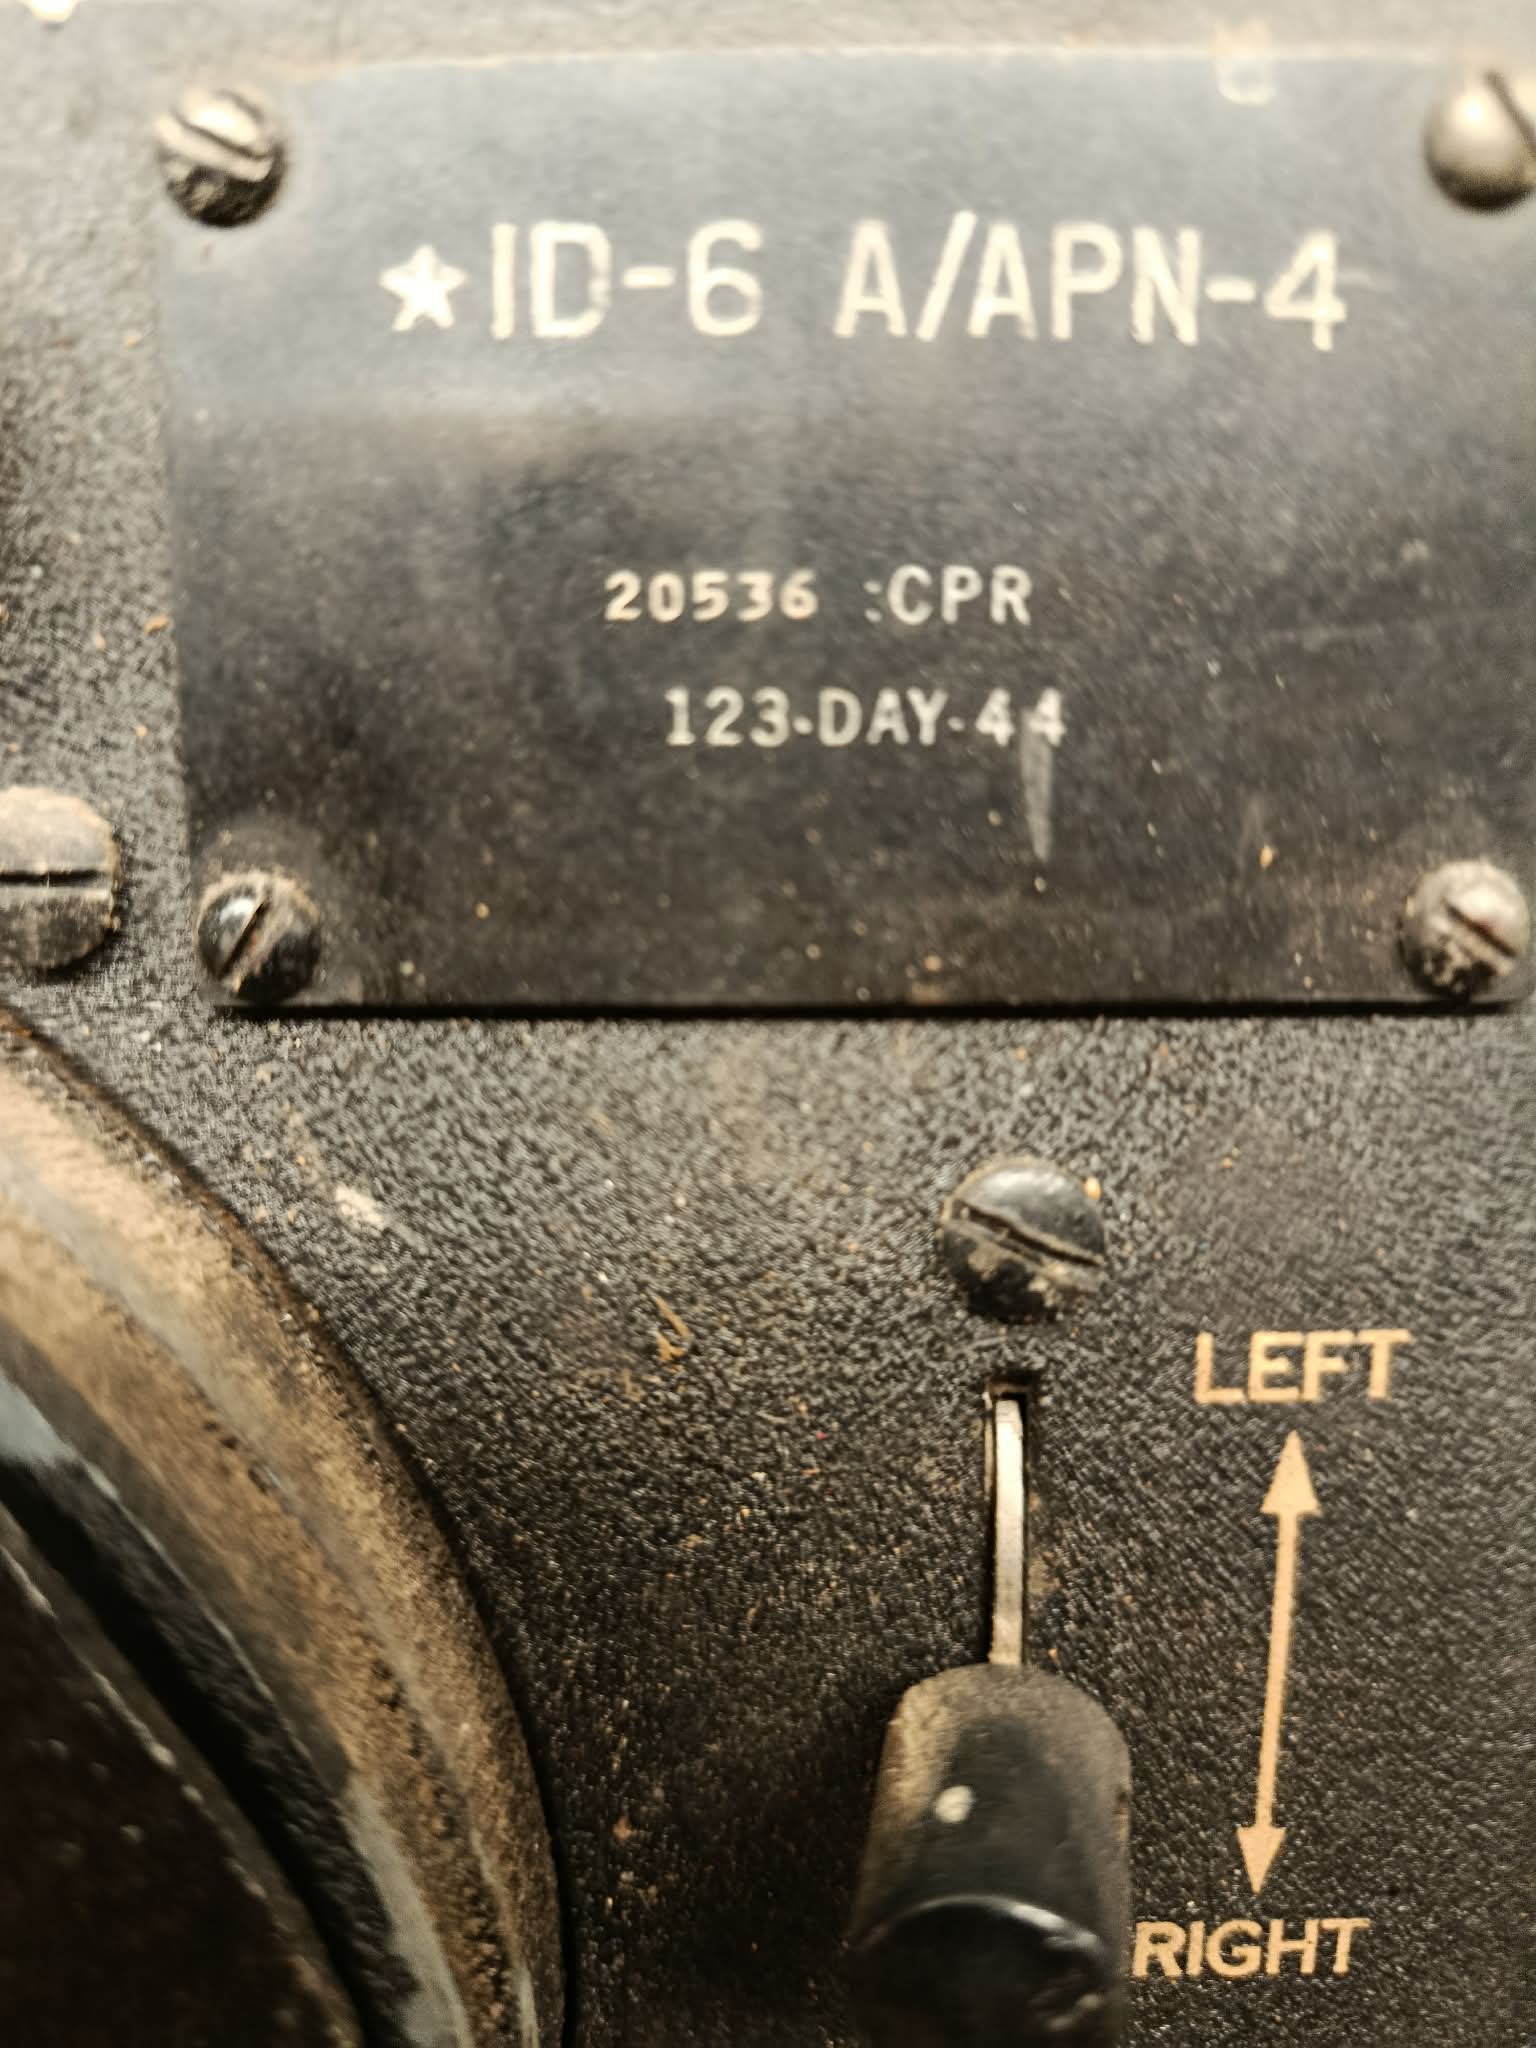 ★ID-6 A/APN-4
20536 :CPR
123-DAY-44
LEFT
RIGHT